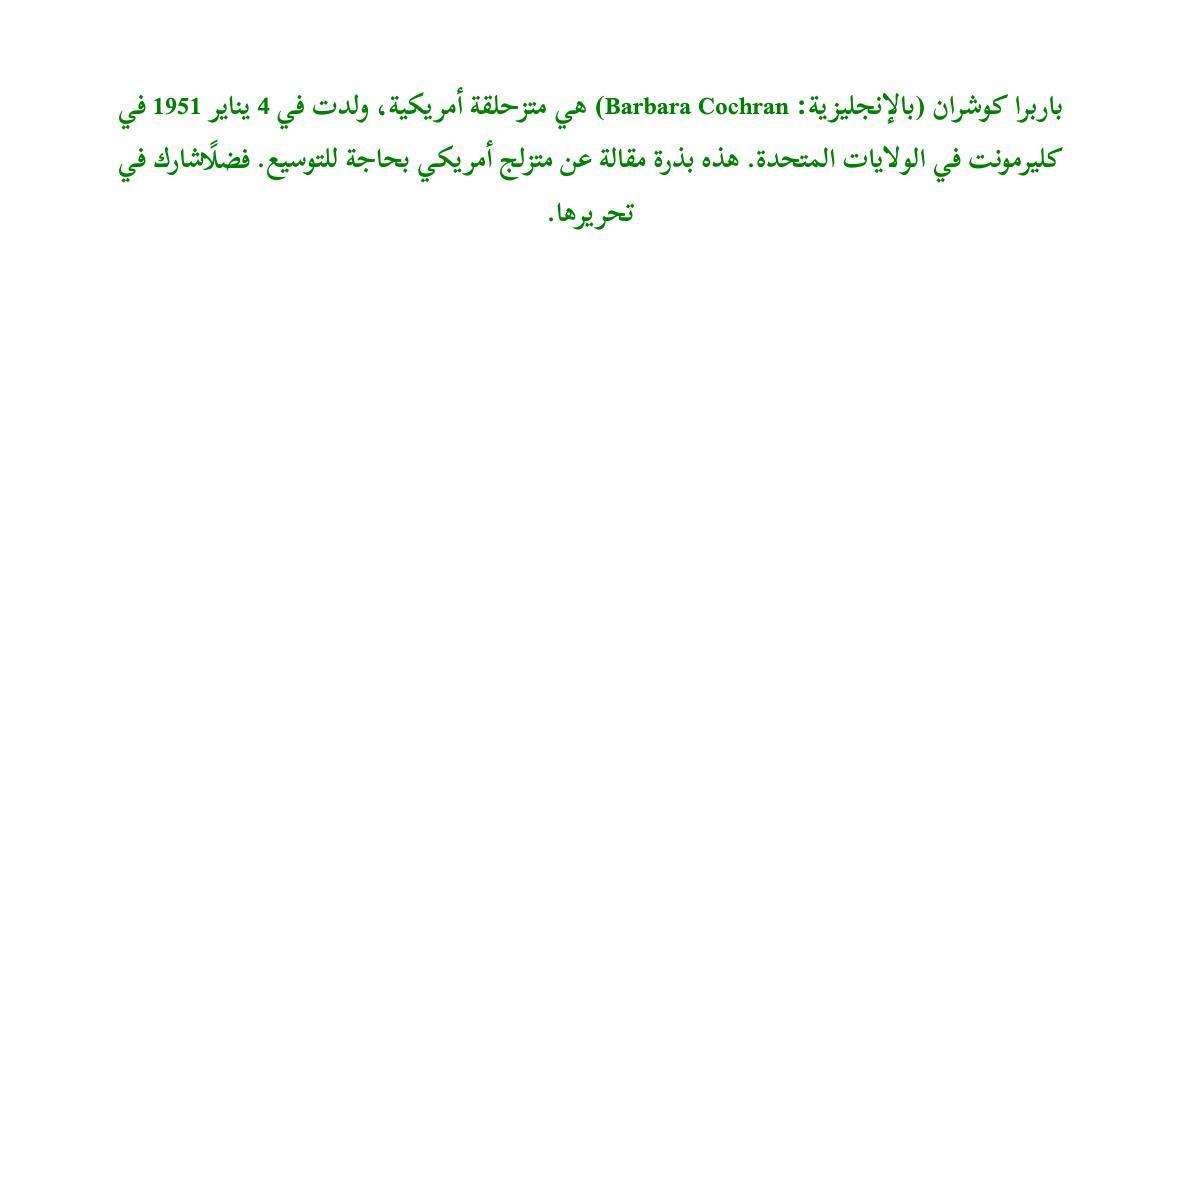 باربرا كوشران (بالإنجليزية: Barbara Cochran) هي متزحلقة أمريكية، ولدت في 4 يناير 1951 في
كليرمونت في الولايات المتحدة. هذه بذرة مقالة عن متزلج أمريكي بحاجة للتوسيع. فضلًاشارك في
تحريرها.